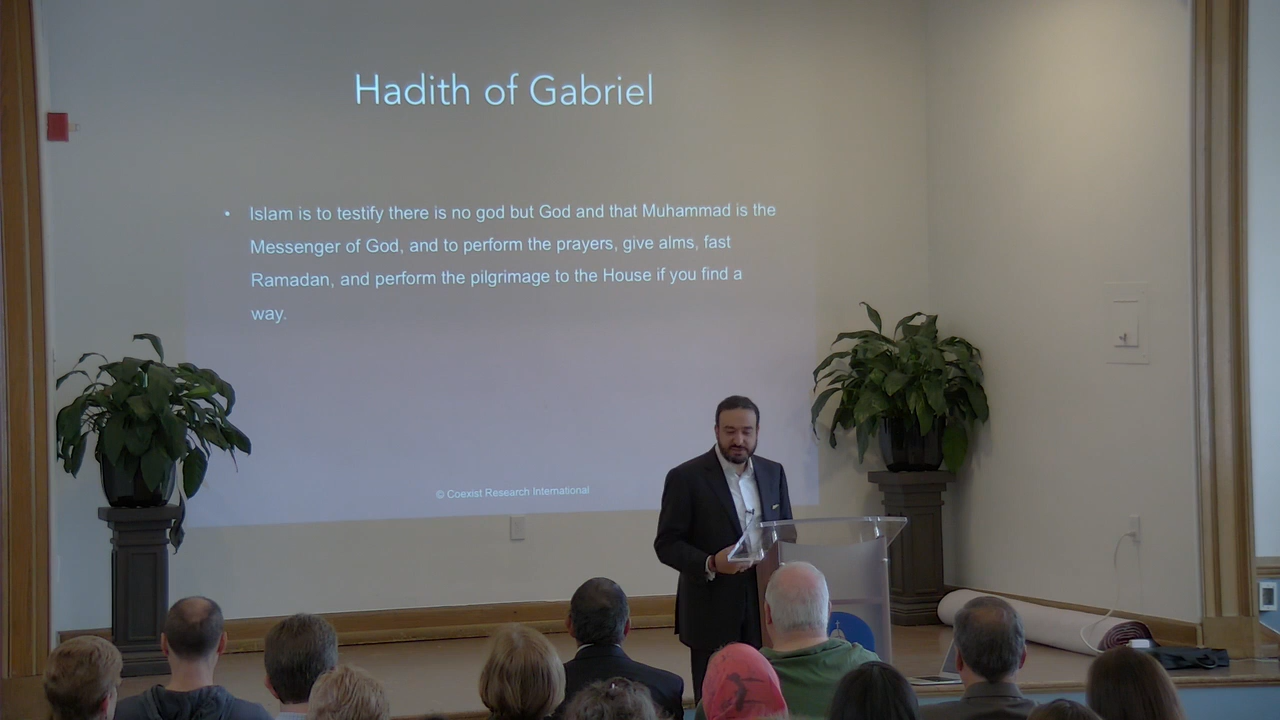 Hadith of Gabriel
• Islam is to testify there is no god but God and that Muhammad is the
Messenger of God, and to perform the prayers, give alms, fast
Ramadan, and perform the pilgrimage to the House if you find a
way.
© Coexist Research International